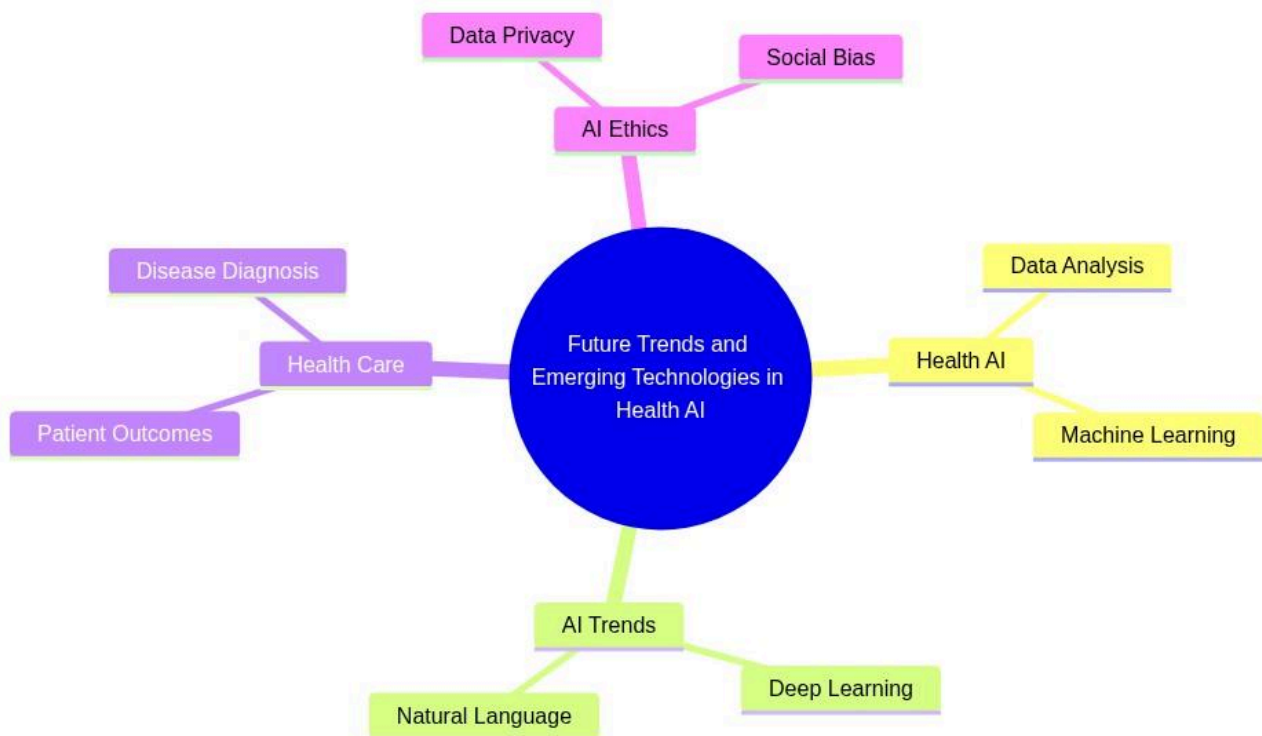 Data Privacy
Social Bias
AI Ethics
Disease Diagnosis
Data Analysis
Health Care
Future Trends and
Emerging Technologies in
Health AI
Health AI
Patient Outcomes
Machine Learning
AI Trends
Deep Learning
Natural Language